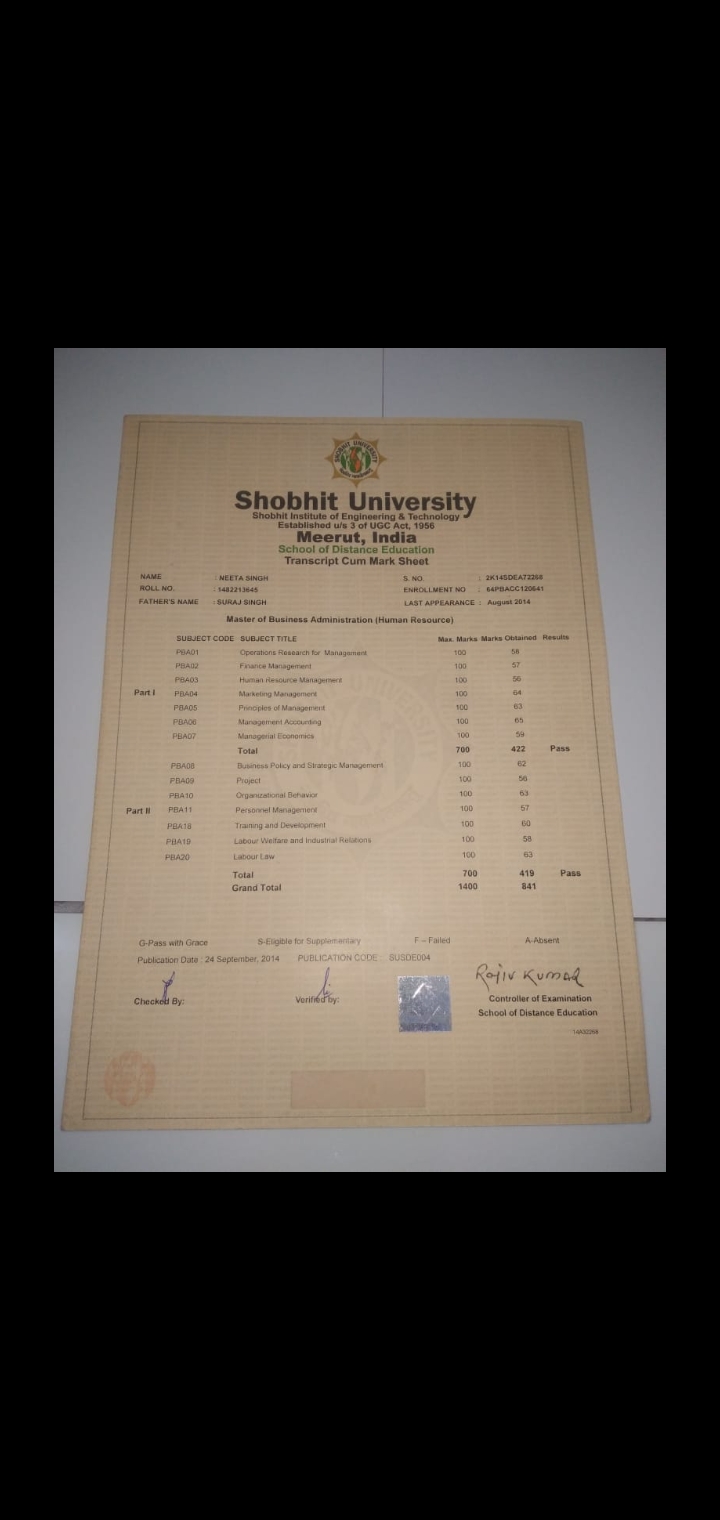 SHOBHIT UNIVERSITY
Shobhit University
Shobhit Institute of Engineering & Technology
Established u/s 3 of UGC Act, 1956
Meerut, India
School of Distance Education
Transcript Cum Mark Sheet
NAME : NEETA SINGH S. NO. : 2K14SDEA72268
ROLL NO. : 1482213645 ENROLLMENT NO : 64PBACC120641
FATHER'S NAME : SURAJ SINGH LAST APPEARANCE : August 2014
Master of Business Administration (Human Resource)
SUBJECT CODE SUBJECT TITLE Max. Marks Marks Obtained Results
PBA01 Operations Research for Management 100 58
PBA02 Finance Management 100 57
PBA03 Human Resource Management 100 56
Part I PBA04 Marketing Management 100 64
PBA05 Principles of Management 100 63
PBA06 Management Accounting 100 65
PBA07 Managerial Economics 100 59
Total 700 422 Pass
PBA08 Business Policy and Strategic Management 100 62
PBA09 Project 100 56
PBA10 Organizational Behavior 100 63
Part II PBA11 Personnel Management 100 57
PBA18 Training and Development 100 60
PBA19 Labour Welfare and Industrial Relations 100 58
PBA20 Labour Law 100 63
Total 700 419 Pass
Grand Total 1400 841
G-Pass with Grace S-Eligible for Supplementary F – Failed A-Absent
Publication Date : 24 September, 2014 PUBLICATION CODE : SUSDE004
Rajiv Kumar
Checked By: Verified by: Controller of Examination
School of Distance Education
14A32268